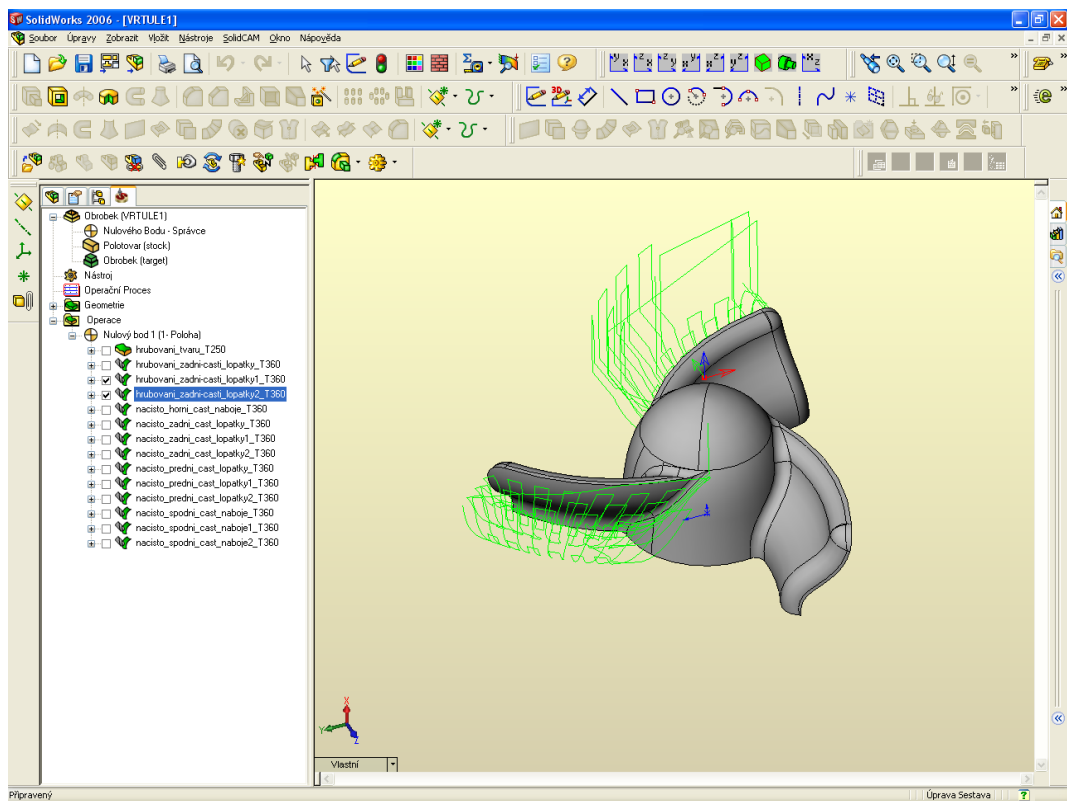 SolidWorks 2006 - [VRTULE1]
Soubor Úpravy Zobrazit Vložit Nástroje SolidCAM Okno Nápověda
Obrobek (VRTULE1)
Nulového Bodu - Správce
Polotovar (stock)
Obrobek (target)
Nástroj
Operační Proces
Geometrie
Operace
Nulový bod 1 (1- Poloha)
hrubovani_tvaru_T250
hrubovani_zadni-casti_lopatky_T360
hrubovani_zadni-casti_lopatky1_T360
hrubovani_zadni-casti_lopatky2_T360
nacisto_horni_cast_naboje_T360
nacisto_zadni_cast_lopatky_T360
nacisto_zadni_cast_lopatky1_T360
nacisto_zadni_cast_lopatky2_T360
nacisto_predni_cast_lopatky_T360
nacisto_predni_cast_lopatky1_T360
nacisto_predni_cast_lopatky2_T360
nacisto_spodni_cast_naboje_T360
nacisto_spodni_cast_naboje1_T360
nacisto_spodni_cast_naboje2_T360
X
Y
Z
Vlastní
Připravený
Úprava Sestava